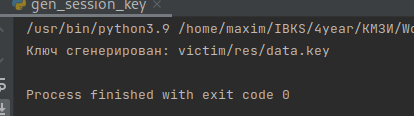 gen_session_key
/usr/bin/python3.9 /home/maxim/IBKS/4year/КМЗИ/Wo
Ключ сгенерирован: victim/res/data.key
Process finished with exit code 0